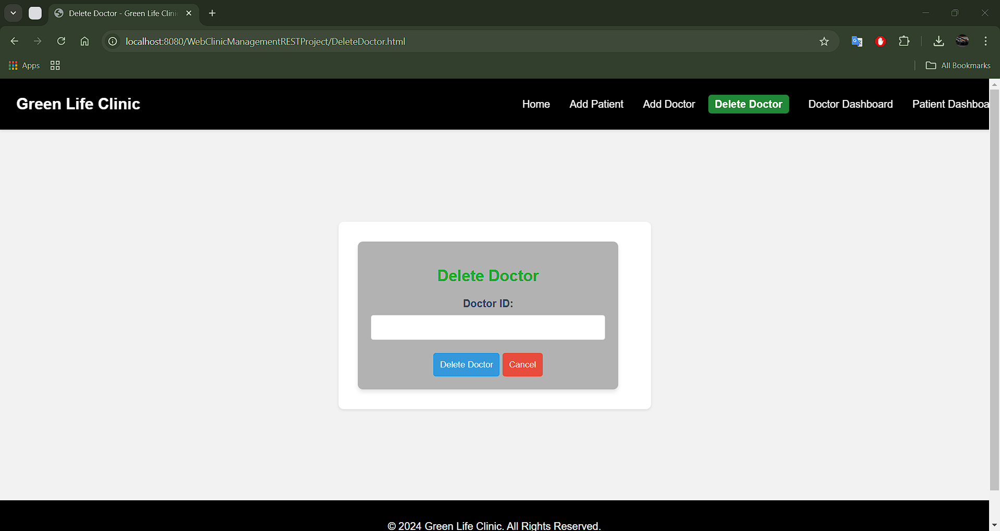 Delete Doctor - Green Life Clini
localhost:8080/WebClinicManagementRESTProject/DeleteDoctor.html
Apps
All Bookmarks
Green Life Clinic
Home
Add Patient
Add Doctor
Delete Doctor
Doctor Dashboard
Patient Dashboa
Delete Doctor
Doctor ID:
Delete Doctor
Cancel
© 2024 Green Life Clinic. All Rights Reserved.